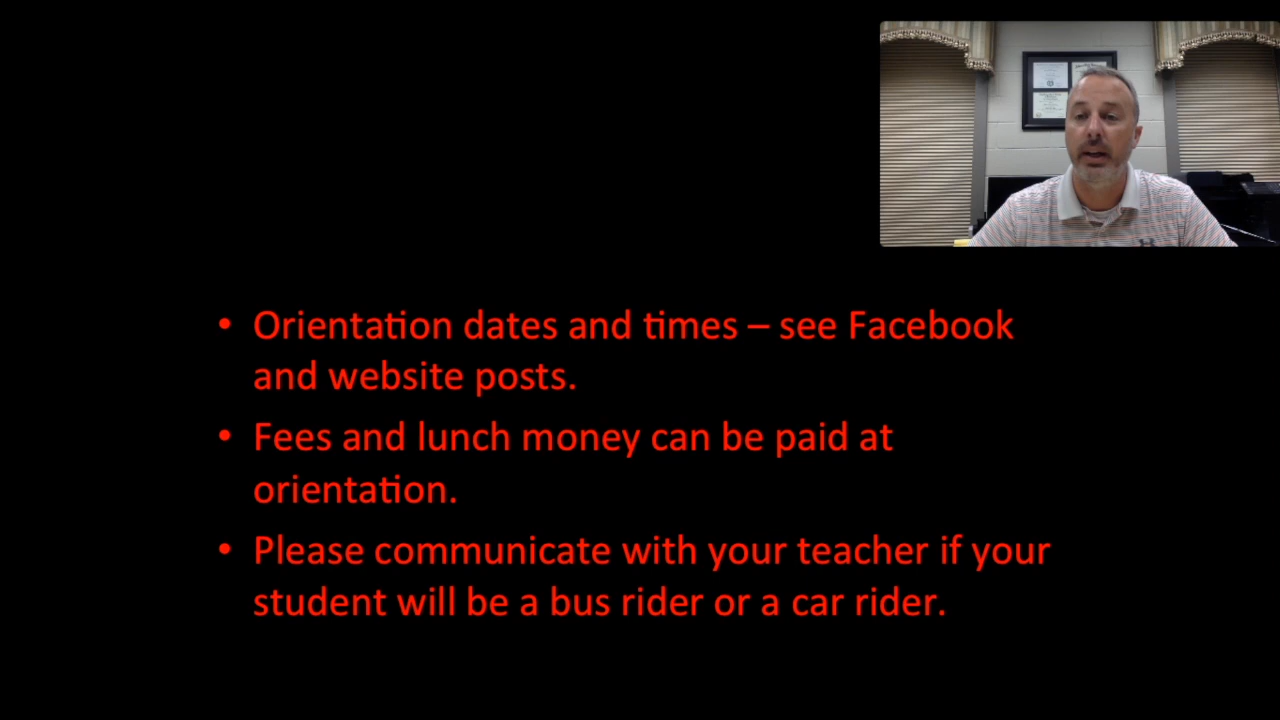 • Orientation dates and times – see Facebook
and website posts.
• Fees and lunch money can be paid at
orientation.
• Please communicate with your teacher if your
student will be a bus rider or a car rider.